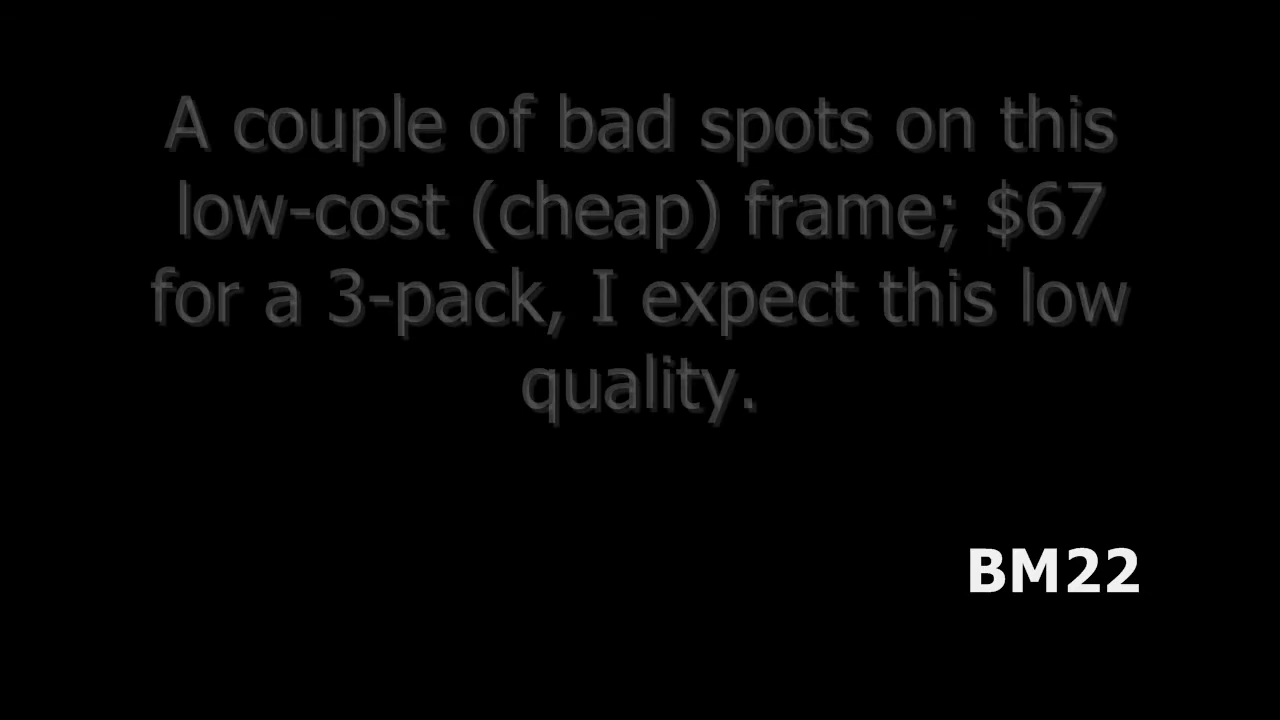 A couple of bad spots on this
low-cost (cheap) frame; $67
for a 3-pack, I expect this low
quality.
BM22